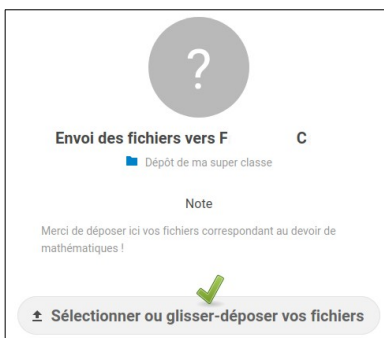 ?
Envoi des fichiers vers F C
Dépôt de ma super classe
Note
Merci de déposer ici vos fichiers correspondant au devoir de
mathématiques !
Sélectionner ou glisser-déposer vos fichiers